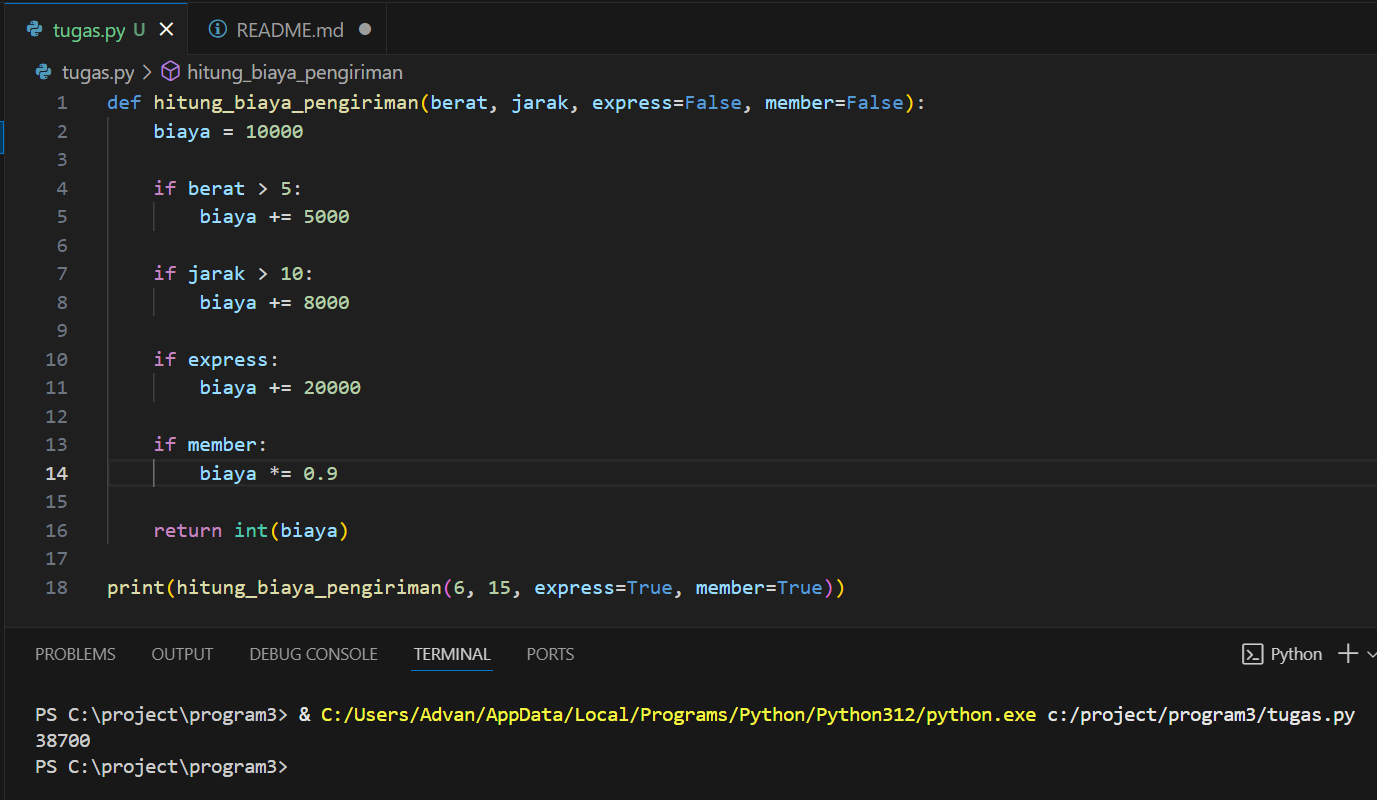 tugas.py U README.md
tugas.py > hitung_biaya_pengiriman
1 def hitung_biaya_pengiriman(berat, jarak, express=False, member=False):
2     biaya = 10000
3
4     if berat > 5:
5         biaya += 5000
6
7     if jarak > 10:
8         biaya += 8000
9
10     if express:
11         biaya += 20000
12
13     if member:
14         biaya *= 0.9
15
16     return int(biaya)
17
18 print(hitung_biaya_pengiriman(6, 15, express=True, member=True))
PROBLEMS OUTPUT DEBUG CONSOLE TERMINAL PORTS Python
PS C:\project\program3> & C:/Users/Advan/AppData/Local/Programs/Python/Python312/python.exe c:/project/program3/tugas.py
38700
PS C:\project\program3>